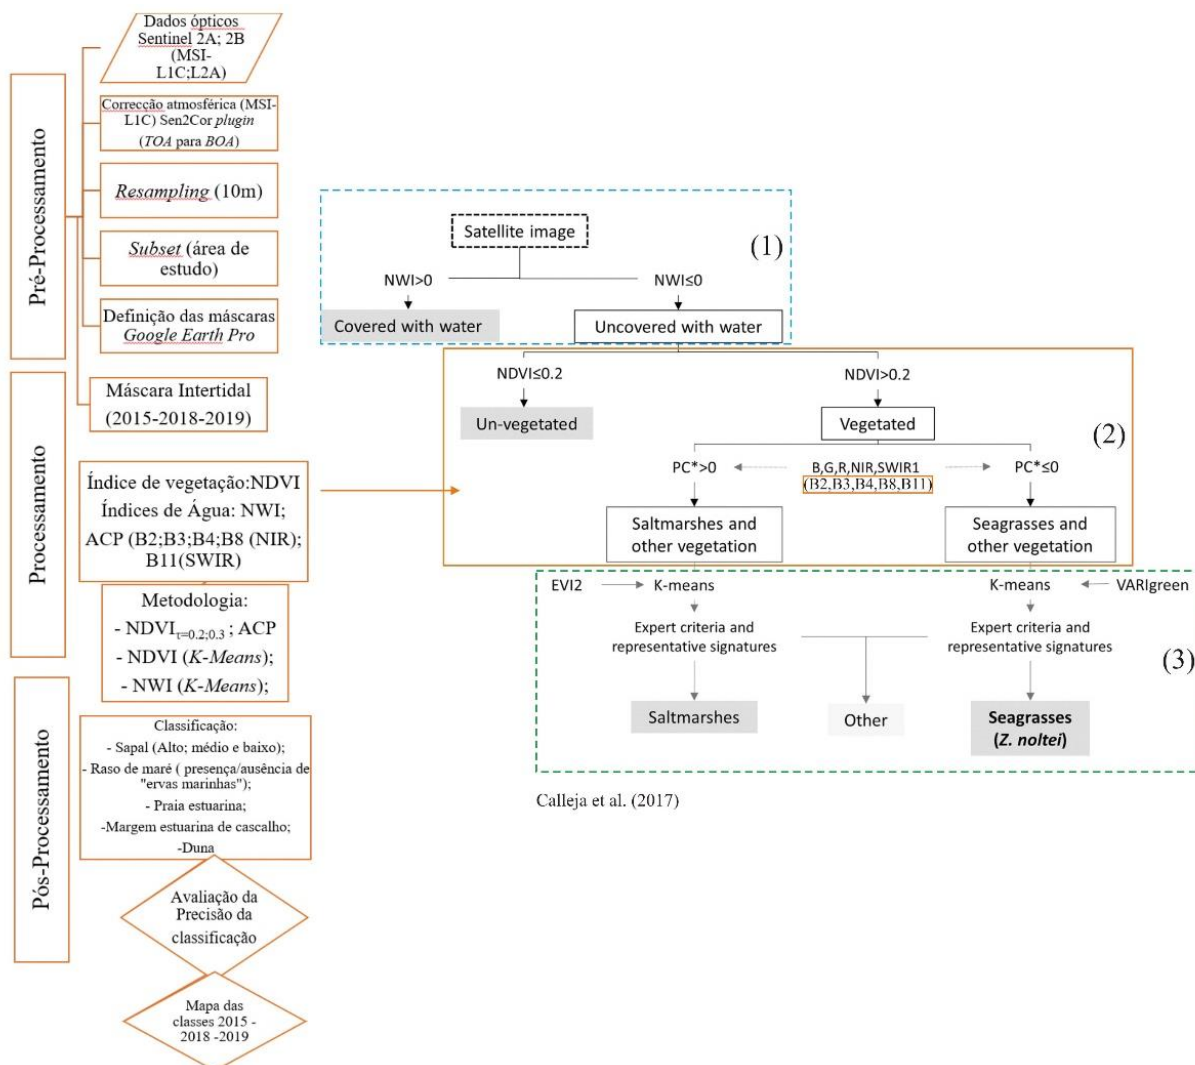 Pré-Processamento
Dados ópticos
Sentinel 2A; 2B
(MSI-
L1C;L2A)
Correcção atmosférica (MSI-
L1C) Sen2Cor plugin
(TOA para BOA)
Resampling (10m)
Subset (área de
estudo)
Definição das máscaras
Google Earth Pro
Máscara Intertidal
(2015-2018-2019)
Processamento
Índice de vegetação:NDVI
Índices de Água: NWI;
ACP (B2;B3;B4;B8 (NIR);
B11(SWIR)
Metodologia:
- NDVIτ=0.2;0.3 ; ACP
- NDVI (K-Means);
- NWI (K-Means);
Pós-Processamento
Classificação:
- Sapal (Alto; médio e baixo);
- Raso de maré ( presença/ausência de
"ervas marinhas");
- Praia estuarina;
-Margem estuarina de cascalho;
-Duna
Avaliação da
Precisão da
classificação
Mapa das
classes 2015 -
2018 -2019
Satellite image
(1)
NWI>0
NWI≤0
Covered with water
Uncovered with water
NDVI≤0.2
NDVI>0.2
Un-vegetated
Vegetated
(2)
PC*>0
B,G,R,NIR,SWIR1
(B2,B3,B4,B8,B11)
PC*≤0
Saltmarshes and
other vegetation
Seagrasses and
other vegetation
EVI2
K-means
K-means
VARIgreen
Expert criteria and
representative signatures
Expert criteria and
representative signatures
(3)
Saltmarshes
Other
Seagrasses
(Z. noltei)
Calleja et al. (2017)